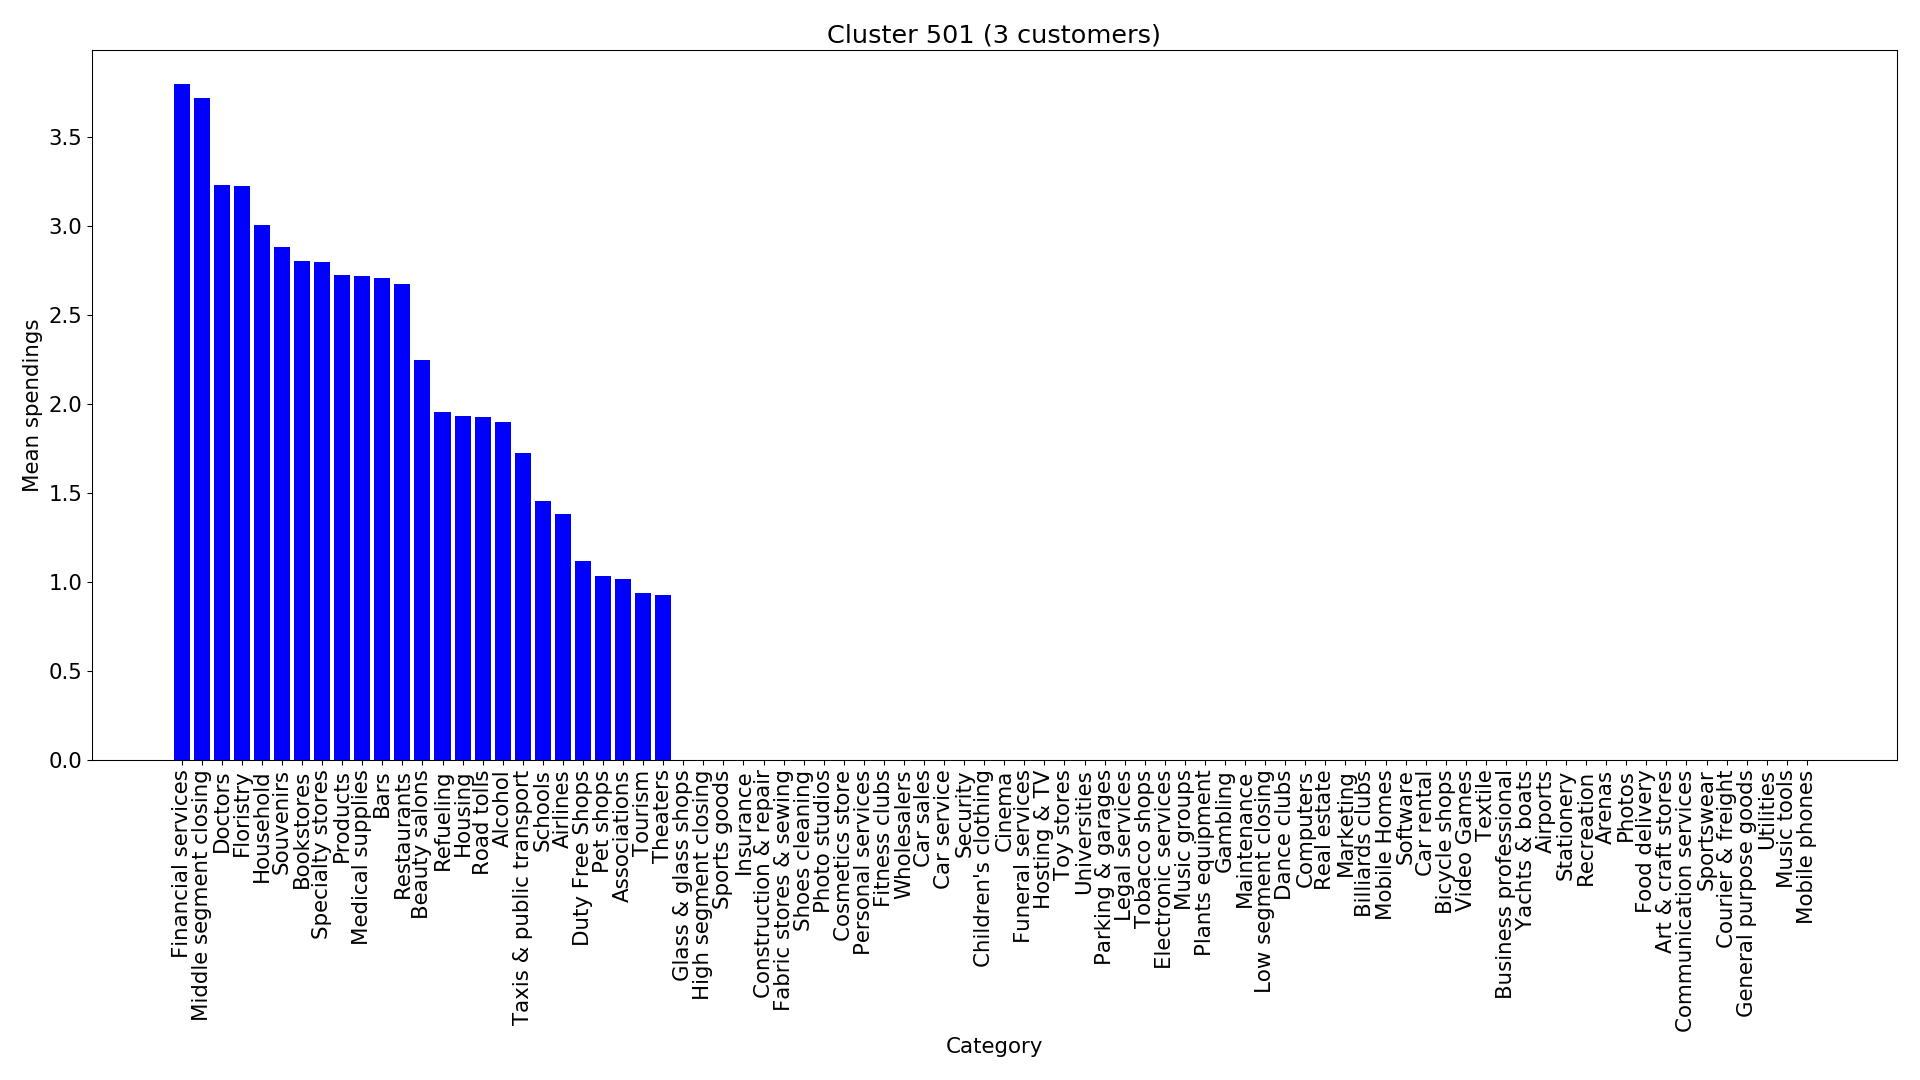 Cluster 501 (3 customers)
Mean spendings
3.5
3.0
2.5
2.0
1.5
1.0
0.5
0.0
Financial services
Middle segment closing
Doctors
Floristry
Household
Souvenirs
Bookstores
Specialty stores
Products
Medical supplies
Bars
Restaurants
Beauty salons
Refueling
Housing
Road tolls
Alcohol
Taxis & public transport
Schools
Airlines
Duty Free Shops
Pet shops
Associations
Tourism
Theaters
Glass & glass shops
High segment closing
Sports goods
Insurance
Construction & repair
Fabric stores & sewing
Shoes cleaning
Photo studios
Cosmetics store
Personal services
Fitness clubs
Wholesalers
Car sales
Car service
Security
Children's clothing
Cinema
Funeral services
Hosting & TV
Toy stores
Universities
Parking & garages
Legal services
Tobacco shops
Electronic services
Music groups
Plants equipment
Gambling
Maintenance
Low segment closing
Dance clubs
Computers
Real estate
Marketing
Billiards clubs
Mobile Homes
Software
Car rental
Bicycle shops
Video Games
Textile
Business professional
Yachts & boats
Airports
Stationery
Recreation
Arenas
Photos
Food delivery
Art & craft stores
Communication services
Sportswear
Courier & freight
General purpose goods
Utilities
Music tools
Mobile phones
Category